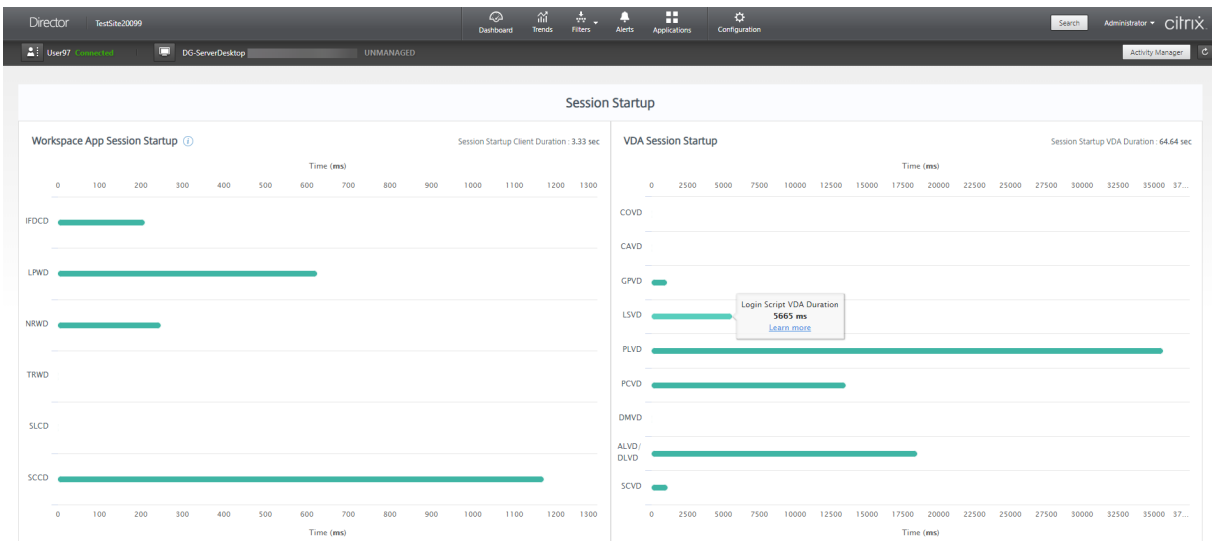 Director TestSite20099 Dashboard Trends Filters Alerts Applications Configuration Search Administrator citrix
User97 Connected DG-ServerDesktop UNMANAGED Activity Manager
Session Startup
Workspace App Session Startup Session Startup Client Duration : 3.33 sec
Time (ms)
0 100 200 300 400 500 600 700 800 900 1000 1100 1200 1300
IFDCD
LPWD
NRWD
TRWD
SLCD
SCCD
0 100 200 300 400 500 600 700 800 900 1000 1100 1200 1300
Time (ms)
VDA Session Startup Session Startup VDA Duration : 64.64 sec
Time (ms)
0 2500 5000 7500 10000 12500 15000 17500 20000 22500 25000 27500 30000 32500 35000 37...
COVD
CAVD
GPVD
LSVD
Login Script VDA Duration
5665 ms
Learn more
PLVD
PCVD
DMVD
ALVD/
DLVD
SCVD
0 2500 5000 7500 10000 12500 15000 17500 20000 22500 25000 27500 30000 32500 35000 37...
Time (ms)